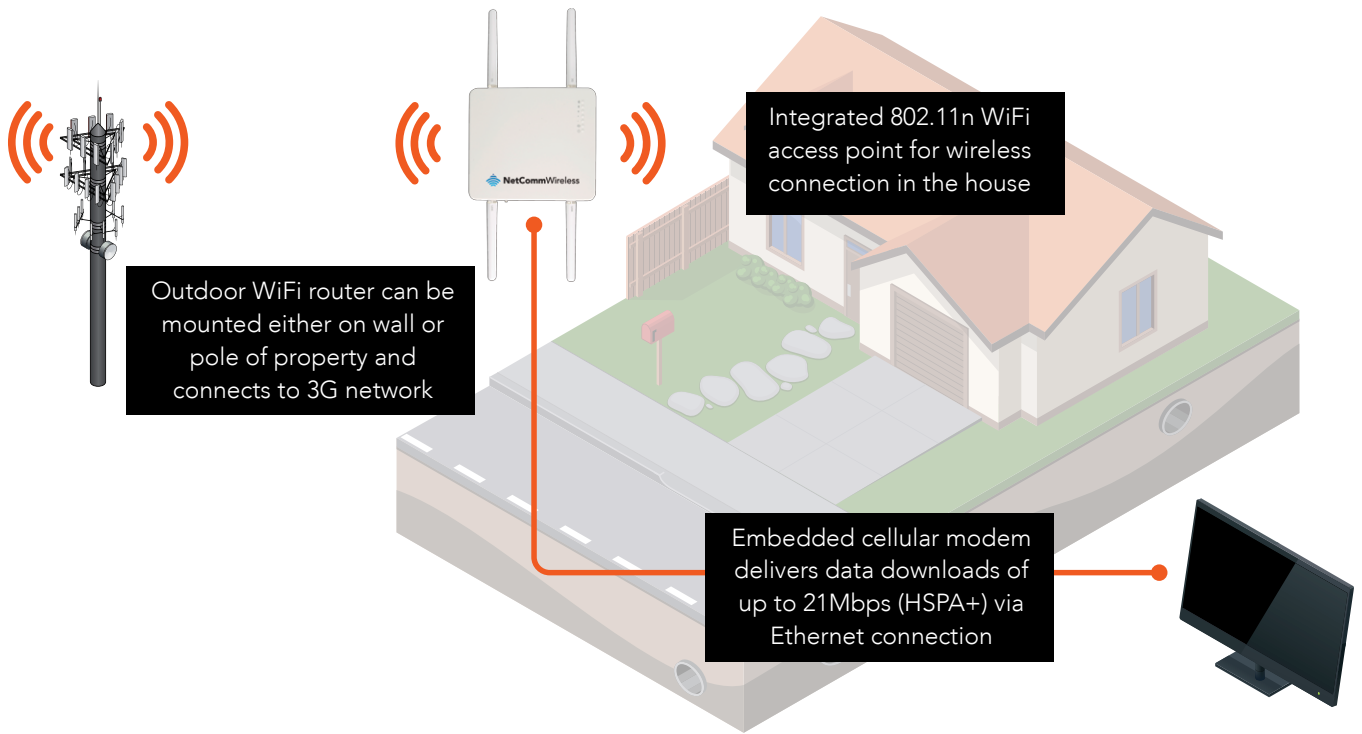 NetCommWireless
Integrated 802.11n WiFi
access point for wireless
connection in the house
Outdoor WiFi router can be
mounted either on wall or
pole of property and
connects to 3G network
Embedded cellular modem
delivers data downloads of
up to 21Mbps (HSPA+) via
Ethernet connection